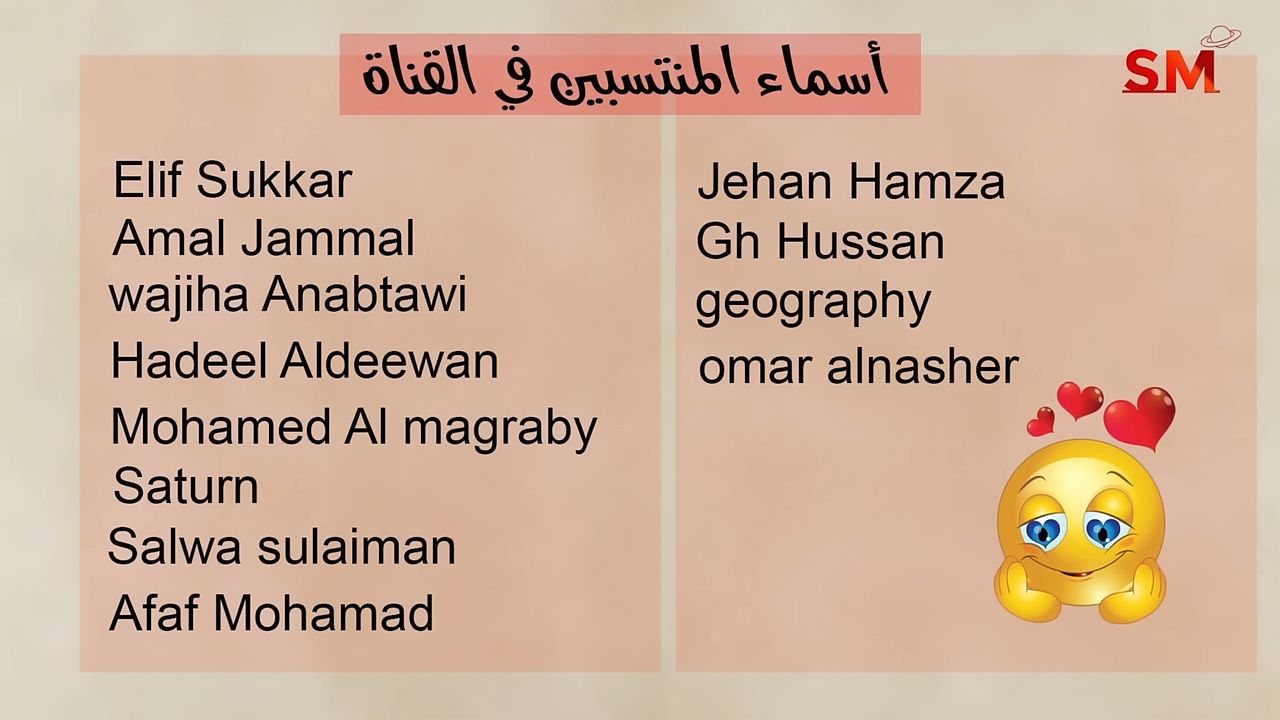 أسماء المنتسبين في القناة
SM
Elif Sukkar
Amal Jammal
wajiha Anabtawi
Hadeel Aldeewan
Mohamed Al magraby
Saturn
Salwa sulaiman
Afaf Mohamad
Jehan Hamza
Gh Hussan
geography
omar alnasher